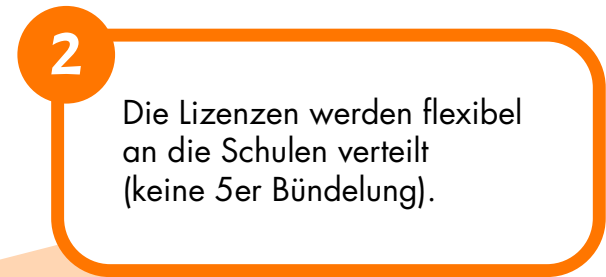 2
Die Lizenzen werden flexibel
an die Schulen verteilt
(keine 5er Bündelung).